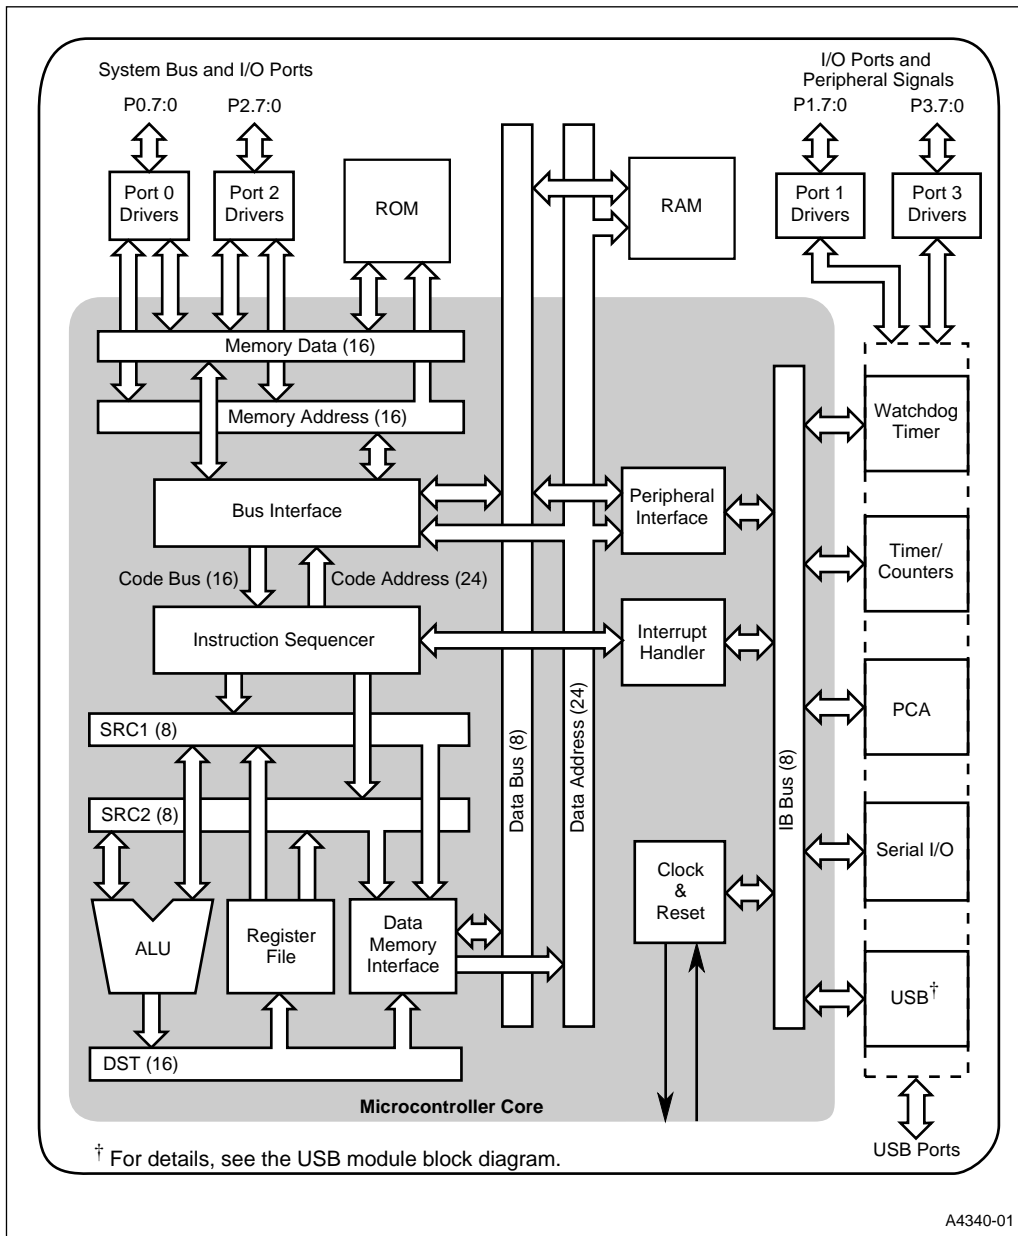 System Bus and I/O Ports
I/O Ports and
Peripheral Signals
P0.7:0
P2.7:0
P1.7:0
P3.7:0
Port 0
Drivers
Port 2
Drivers
ROM
RAM
Port 1
Drivers
Port 3
Drivers
Memory Data (16)
Memory Address (16)
Watchdog
Timer
Bus Interface
Peripheral
Interface
Code Bus (16)
Code Address (24)
Timer/
Counters
Instruction Sequencer
Interrupt
Handler
SRC1 (8)
Data Bus (8)
Data Address (24)
IB Bus (8)
PCA
SRC2 (8)
Clock
&
Reset
Serial I/O
ALU
Register
File
Data
Memory
Interface
USB†
DST (16)
Microcontroller Core
USB Ports
† For details, see the USB module block diagram.
A4340-01